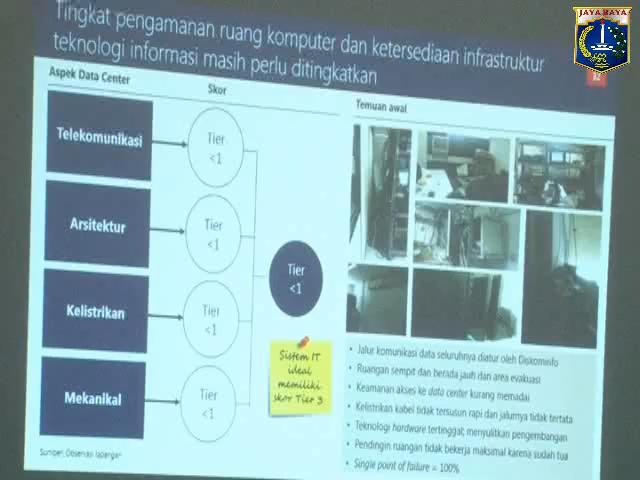 JAYA RAYA
Tingkat pengamanan ruang komputer dan ketersediaan infrastruktur
teknologi informasi masih perlu ditingkatkan
12
Aspek Data Center
Skor
Temuan awal
Telekomunikasi
Tier
<1
Arsitektur
Tier
<1
Kelistrikan
Tier
<1
Mekanikal
Tier
<1
Tier
<1
Sistem IT
ideal
memiliki
skor Tier 3
• Jalur komunikasi data seluruhnya diatur oleh Diskominfo
• Ruangan sempit dan berada jauh dari area evakuasi
• Keamanan akses ke data center kurang memadai
• Kelistrikan kabel tidak tersusun rapi dan jalurnya tidak tertata
• Teknologi hardware tertinggal; menyulitkan pengembangan
• Pendingin ruangan tidak bekerja maksimal karena sudah tua
• Single point of failure = 100%
Sumber: Observasi lapangan